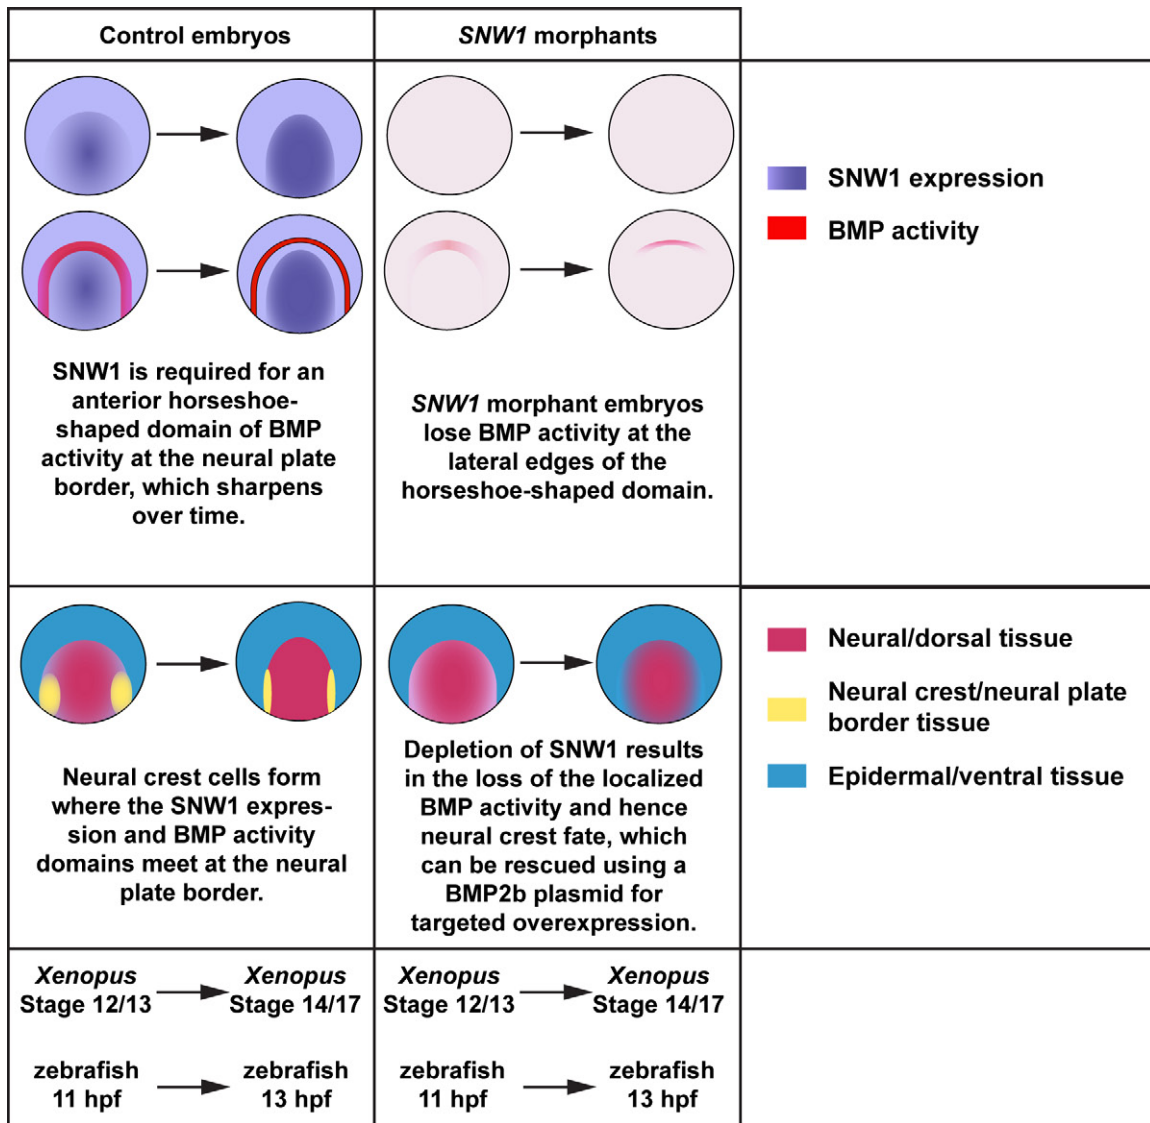 Control embryos
SNW1 morphants
SNW1 expression
BMP activity
SNW1 is required for an
anterior horseshoe-
shaped domain of BMP
activity at the neural plate
border, which sharpens
over time.
SNW1 morphant embryos
lose BMP activity at the
lateral edges of the
horseshoe-shaped domain.
Neural/dorsal tissue
Neural crest/neural plate
border tissue
Epidermal/ventral tissue
Neural crest cells form
where the SNW1 expres-
sion and BMP activity
domains meet at the neural
plate border.
Depletion of SNW1 results
in the loss of the localized
BMP activity and hence
neural crest fate, which
can be rescued using a
BMP2b plasmid for
targeted overexpression.
Xenopus
Stage 12/13
Xenopus
Stage 14/17
Xenopus
Stage 12/13
Xenopus
Stage 14/17
zebrafish
11 hpf
zebrafish
13 hpf
zebrafish
11 hpf
zebrafish
13 hpf